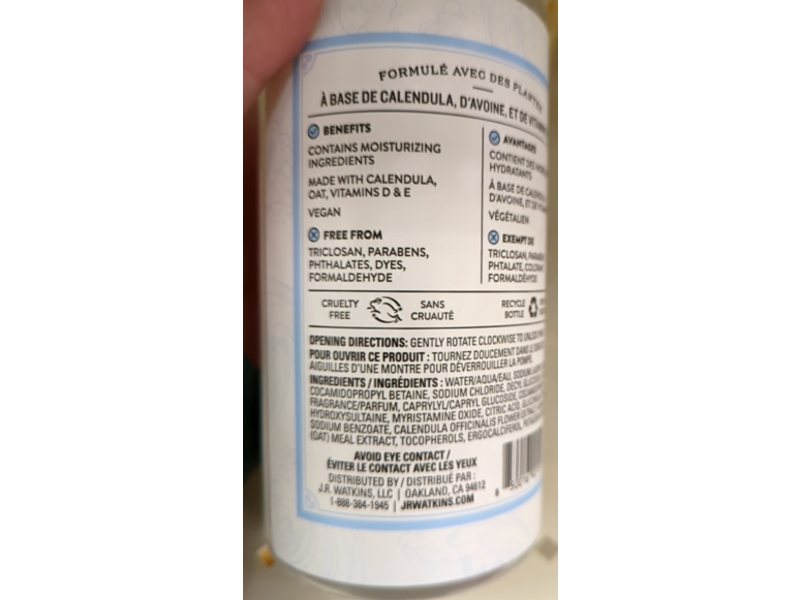 FORMULÉ AVEC DES PLANTES
À BASE DE CALENDULA, D'AVOINE, ET DE
BENEFITS
CONTAINS MOISTURIZING
INGREDIENTS
MADE WITH CALENDULA,
OAT, VITAMINS D & E
VEGAN
FREE FROM
TRICLOSAN, PARABENS,
PHTHALATES, DYES,
FORMALDEHYDE
AVANTAGES
CONTIENT DES
HYDRATANTS
À BASE DE
D'AVOINE, ET DE
VÉGÉTALIEN
EXEMPT DE
TRICLOSAN,
PHTALATE,
FORMALDÉHYDE
CRUELTY
FREE
SANS
CRUAUTÉ
RECYCLE
BOTTLE
OPENING DIRECTIONS: GENTLY ROTATE CLOCKWISE TO
POUR OUVRIR CE PRODUIT : TOURNEZ DOUCEMENT DANS LE
AIGUILLES D'UNE MONTRE POUR DÉVERROUILLER LA POMPE.
INGREDIENTS / INGRÉDIENTS : WATER/AQUA/EAU, SODIUM
COCAMIDOPROPYL BETAINE, SODIUM CHLORIDE, DECYL
FRAGRANCE/PARFUM, CAPRYLYL/CAPRYL GLUCOSIDE,
HYDROXYSULTAINE, MYRISTAMINE OXIDE, CITRIC ACID,
SODIUM BENZOATE, CALENDULA OFFICINALIS FLOWER EXTRACT,
(OAT) MEAL EXTRACT, TOCOPHEROLS, ERGOCALCIFEROL,
AVOID EYE CONTACT /
ÉVITER LE CONTACT AVEC LES YEUX
DISTRIBUTED BY / DISTRIBUÉ PAR :
J.R. WATKINS, LLC | OAKLAND, CA 94612
1-866-384-1945 | JRWATKINS.COM